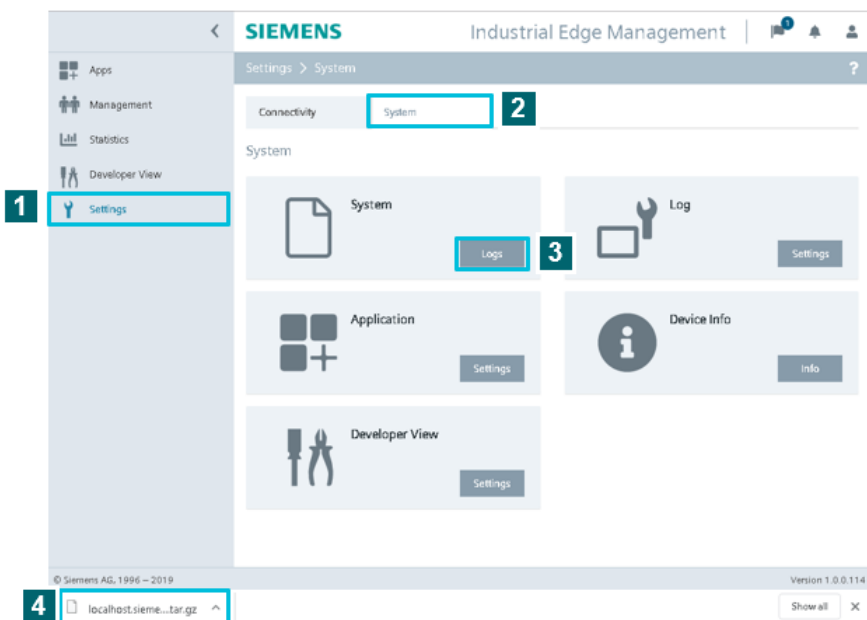 SIEMENS
Industrial Edge Management
1
Apps
Settings > System
?
Management
Connectivity
System
2
Statistics
System
Developer View
1
Settings
System
Log
Logs
3
Settings
Application
Device Info
Settings
Info
Developer View
Settings
© Siemens AG, 1996 – 2019
Version 1.0.0.114
4
localhost.sieme...tar.gz
Show all